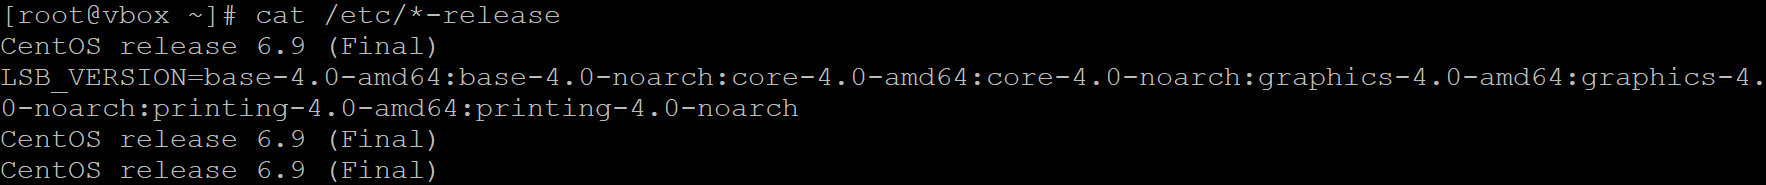 [root@vbox ~]# cat /etc/*-release
CentOS release 6.9 (Final)
LSB_VERSION=base-4.0-amd64:base-4.0-noarch:core-4.0-amd64:core-4.0-noarch:graphics-4.0-amd64:graphics-4.
0-noarch:printing-4.0-amd64:printing-4.0-noarch
CentOS release 6.9 (Final)
CentOS release 6.9 (Final)